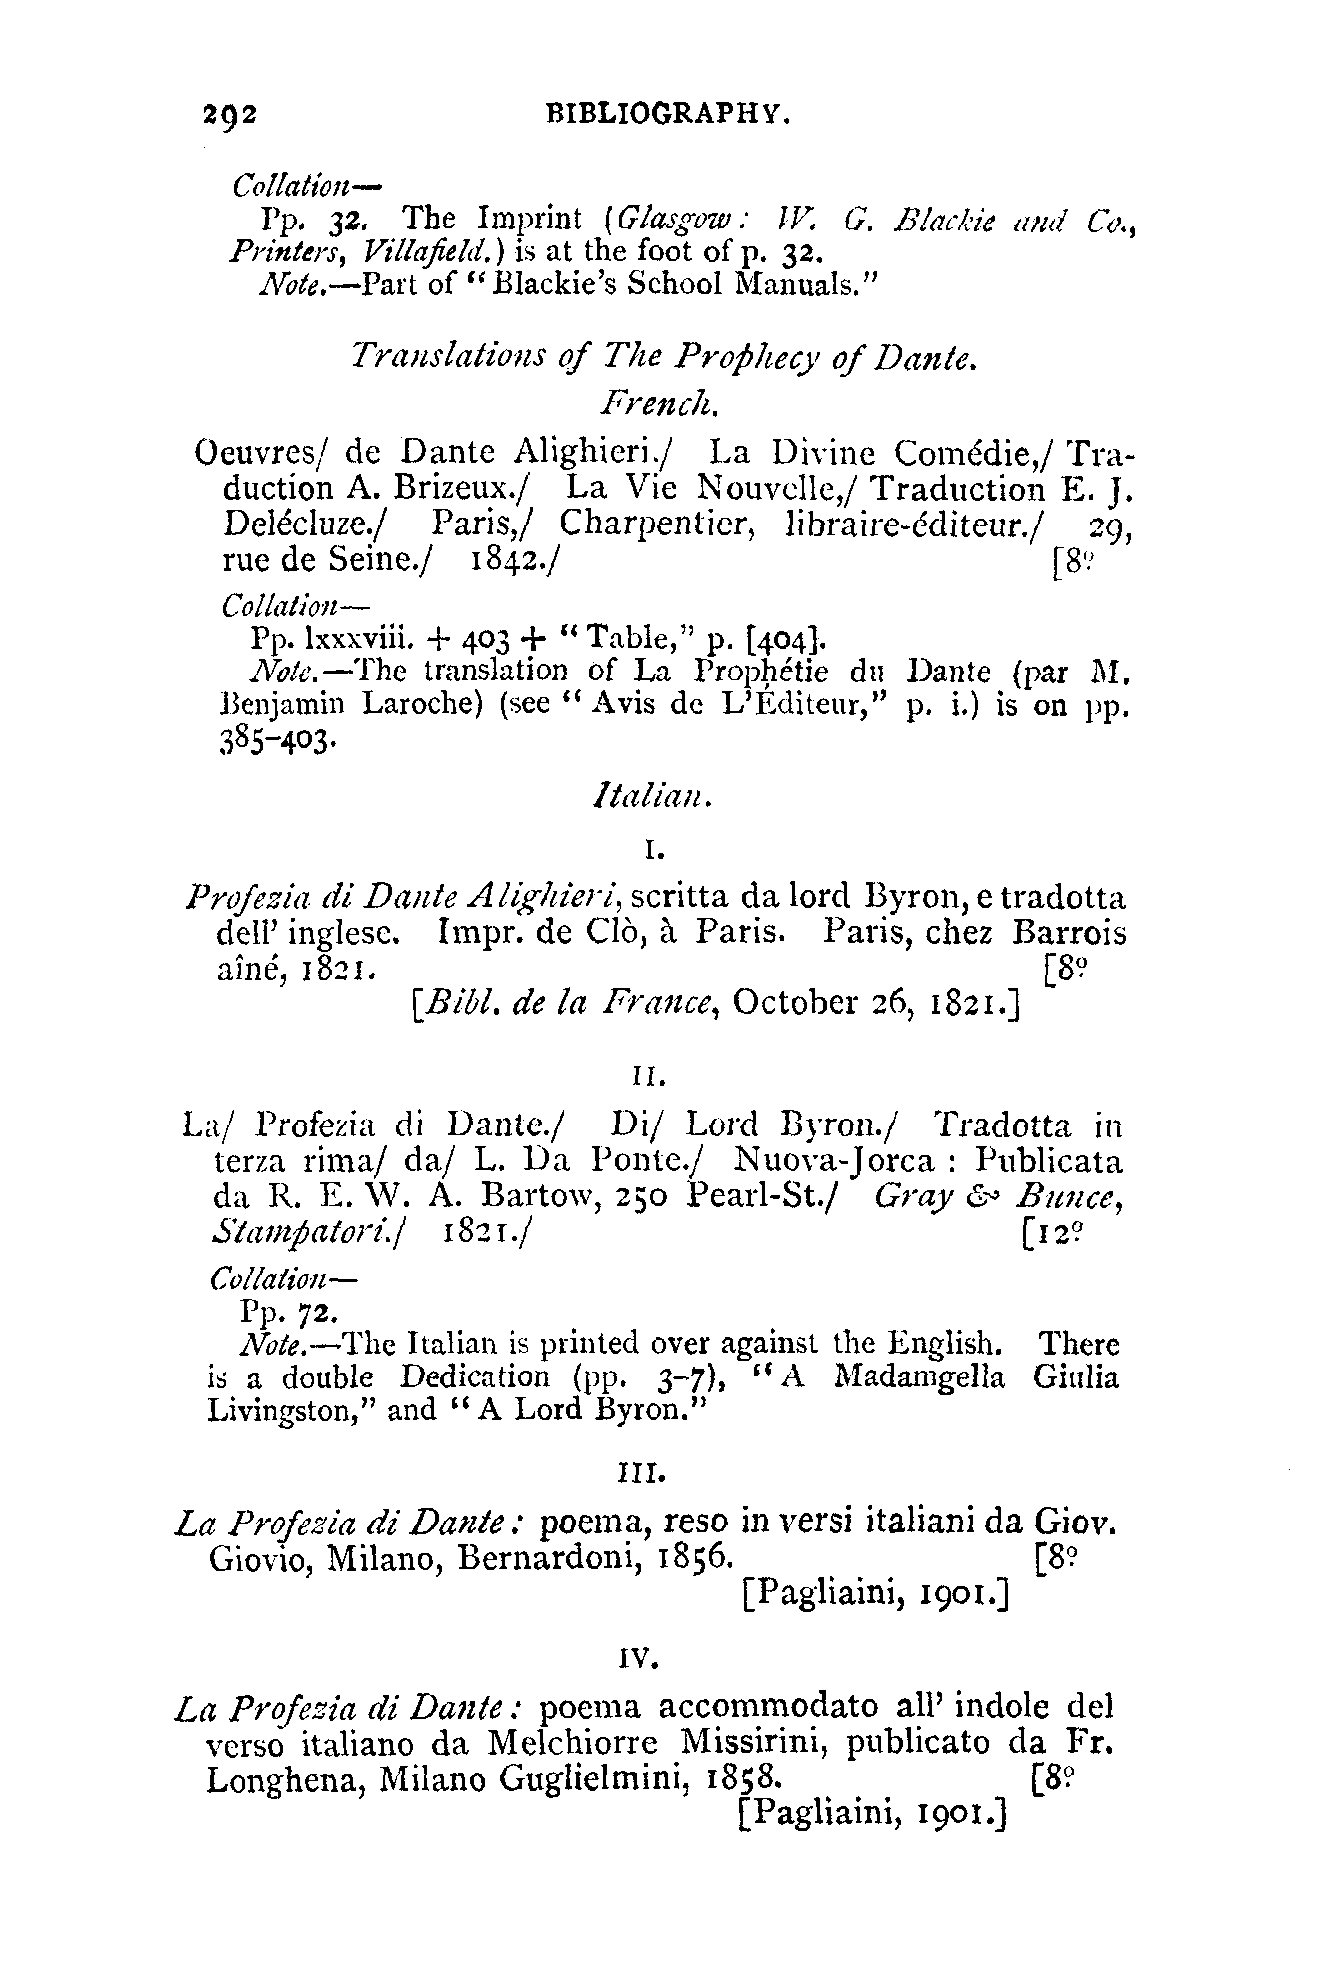 292 BIBLIOGRAPHY.
Collation—
Pp. 32. The Imprint (Glasgow: W. G. Blackie and Co.,
Printers, Villafield.) is at the foot of p. 32.
Note.—Part of “Blackie’s School Manuals.”
Translations of The Prophecy of Dante.
French.
Oeuvres/ de Dante Alighieri./ La Divine Comédie,/ Tra-
duction A. Brizeux./ La Vie Nouvelle,/ Traduction E. J.
Delécluze./ Paris,/ Charpentier, libraire-éditeur./ 29,
rue de Seine./ 1842./ [8º
Collation—
Pp. lxxxviii. + 403 + “Table,” p. [404].
Note.—The translation of La Prophétie du Dante (par M.
Benjamin Laroche) (see “Avis de L’Éditeur,” p. i.) is on pp.
385–403.
Italian.
I.
Profezia di Dante Alighieri, scritta da lord Byron, e tradotta
dell’ inglese. Impr. de Clò, à Paris. Paris, chez Barrois
aîné, 1821. [8º
[Bibl. de la France, October 26, 1821.]
II.
La/ Profezia di Dante./ Di/ Lord Byron./ Tradotta in
terza rima/ da/ L. Da Ponte./ Nuova-Jorca : Publicata
da R. E. W. A. Bartow, 250 Pearl-St./ Gray & Bunce,
Stampatori./ 1821./ [12º
Collation—
Pp. 72.
Note.—The Italian is printed over against the English. There
is a double Dedication (pp. 3–7), “A Madamgella Giulia
Livingston,” and “A Lord Byron.”
III.
La Profezia di Dante: poema, reso in versi italiani da Giov.
Giovio, Milano, Bernardoni, 1856. [8º
[Pagliaini, 1901.]
IV.
La Profezia di Dante: poema accommodato all’ indole del
verso italiano da Melchiorre Missirini, publicato da Fr.
Longhena, Milano Guglielmini, 1858. [8º
[Pagliaini, 1901.]